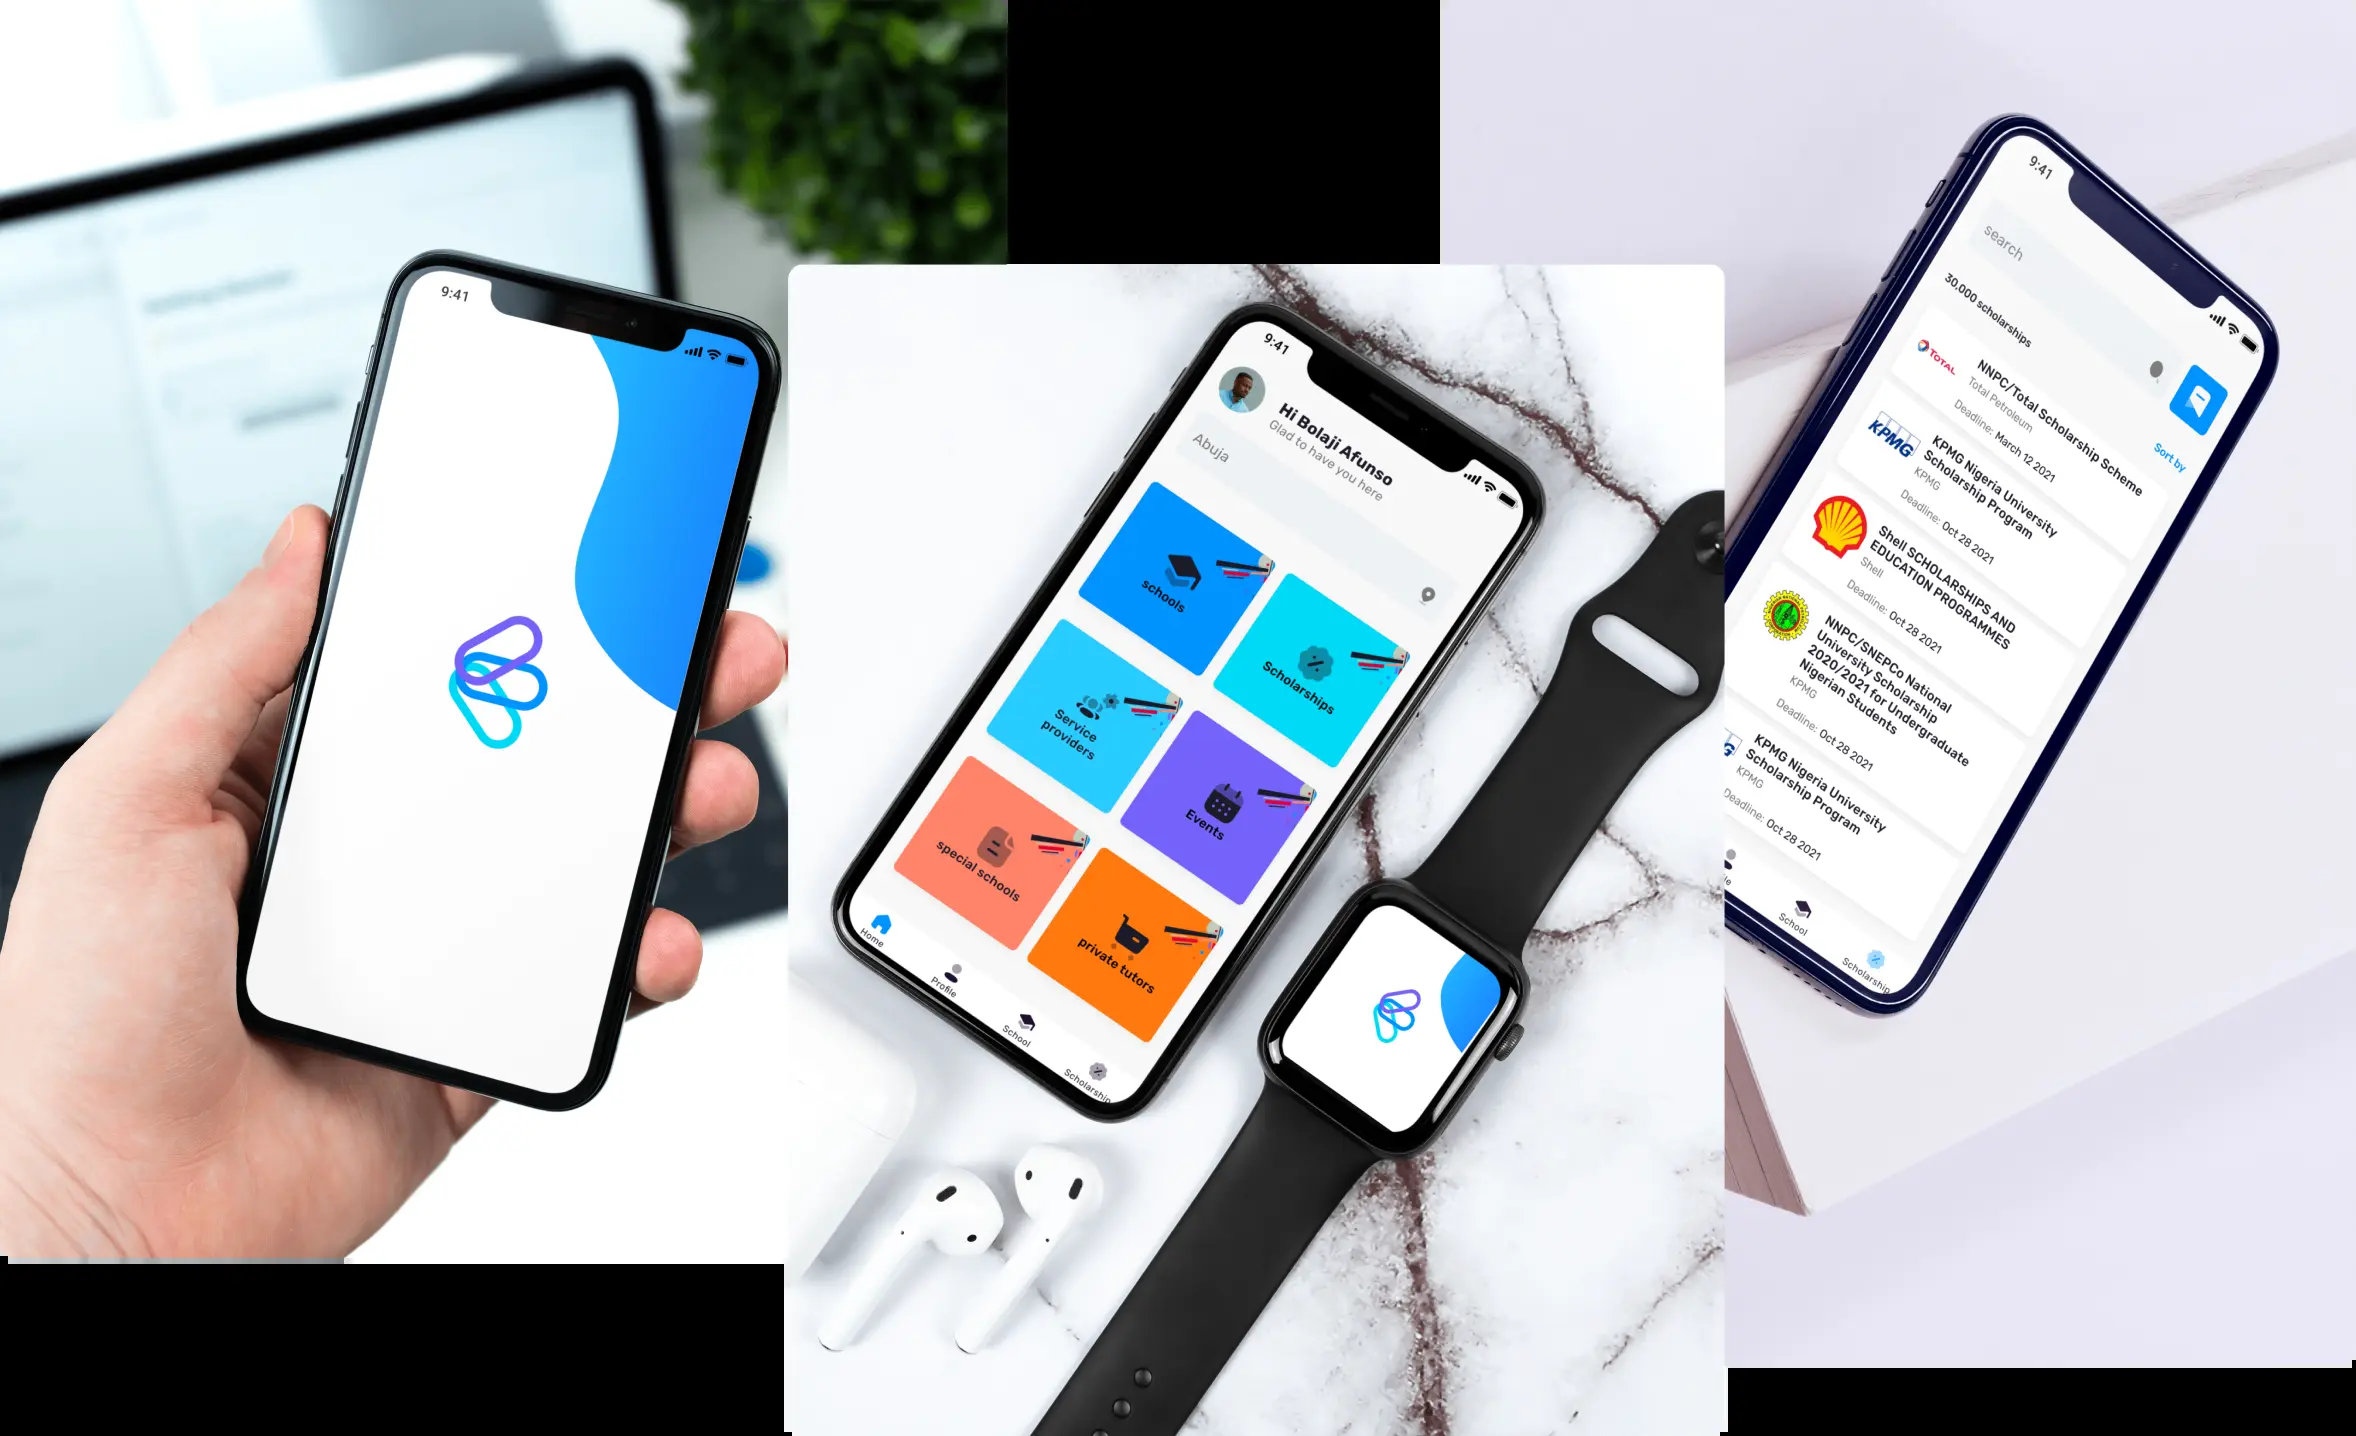 9:41
9:41
Hi Bolaji Afunso
Glad to have you here
Abuja
schools
Scholarships
Service
providers
Events
special schools
private tutors
Home
Profile
School
Scholarship
9:41
search
30,000 scholarships
Sort by
TOTAL
NNPC/Total Scholarship Scheme
Total Petroleum
Deadline: March 12 2021
KPMG
KPMG Nigeria University
Scholarship Program
KPMG
Deadline: Oct 28 2021
Shell SCHOLARSHIPS AND
EDUCATION PROGRAMMES
Shell
Deadline: Oct 28 2021
NNPC/SNEPCo National
University Scholarship
2020/2021 for Undergraduate
Nigerian Students
KPMG
Deadline: Oct 28 2021
KPMG Nigeria University
Scholarship Program
KPMG
Deadline: Oct 28 2021
School
Scholarship